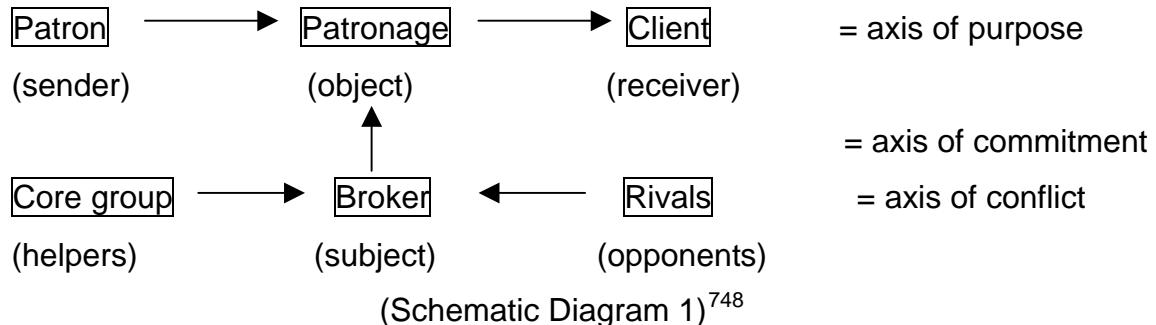 Patron Patronage Client = axis of purpose
(sender) (object) (receiver)
= axis of commitment
Core group Broker Rivals = axis of conflict
(helpers) (subject) (opponents)
(Schematic Diagram 1)748